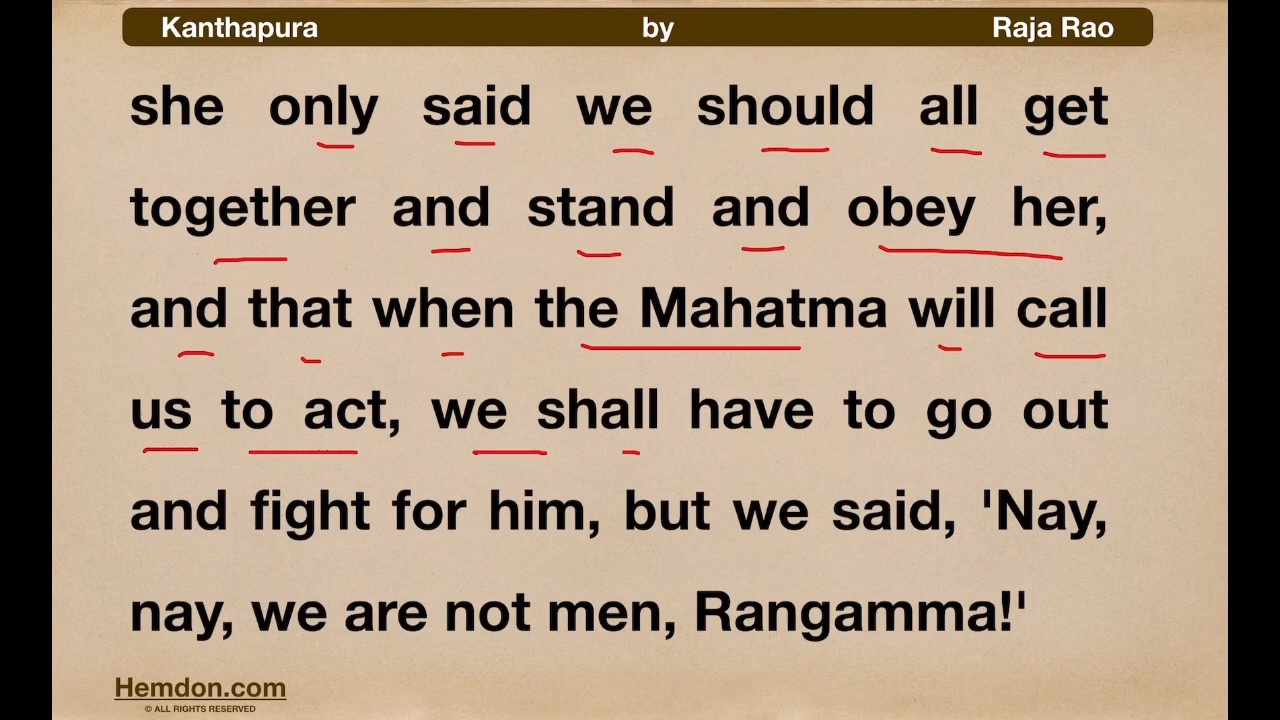 Kanthapura by Raja Rao
she only said we should all get
together and stand and obey her,
and that when the Mahatma will call
us to act, we shall have to go out
and fight for him, but we said, 'Nay,
nay, we are not men, Rangamma!'
Hemdon.com
© ALL RIGHTS RESERVED